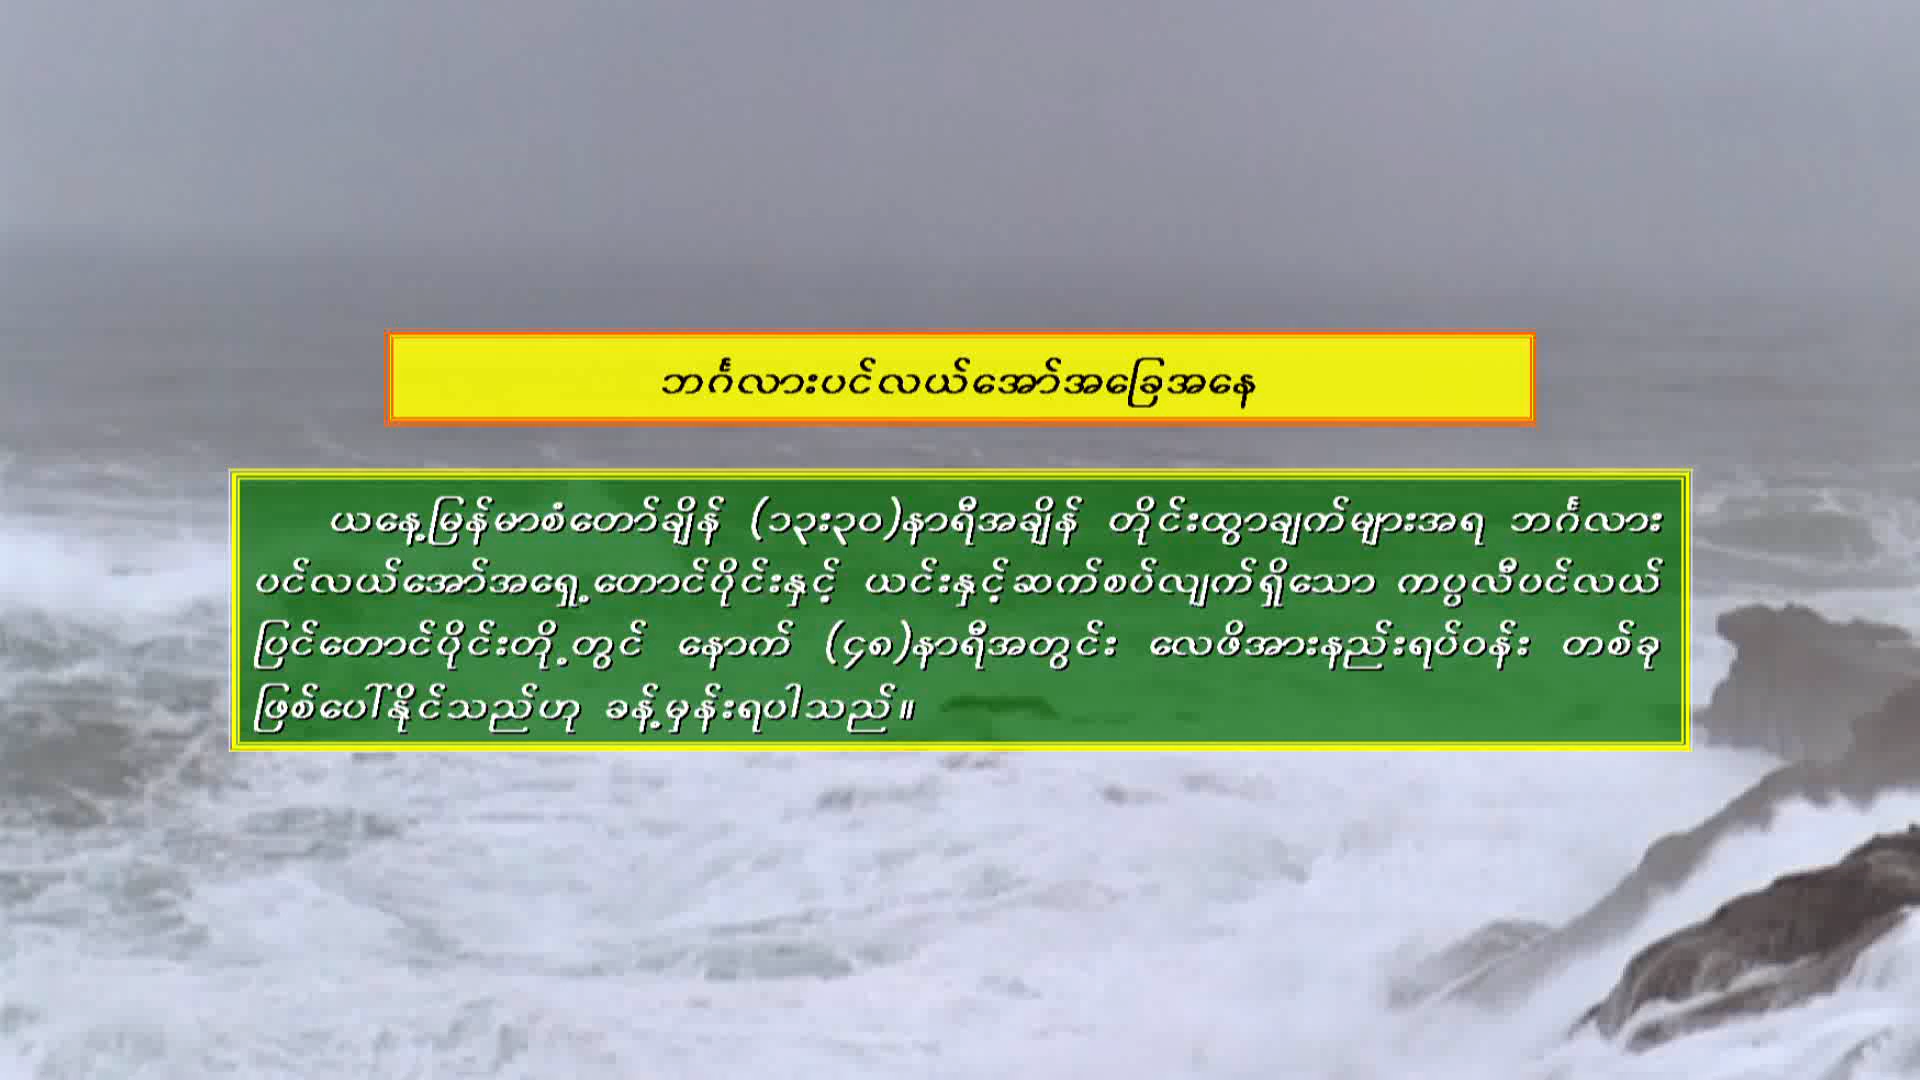 ဘင်္ဂလားပင်လယ်အော်အခြေအနေ
ယနေ့မြန်မာစံတော်ချိန် (၁၃း၃၀)နာရီအချိန် တိုင်းထွာချက်များအရ ဘင်္ဂလား
ပင်လယ်အော်အရှေ့တောင်ပိုင်းနှင့် ယင်းနှင့်ဆက်စပ်လျက်ရှိသော ကပ္ပလီပင်လယ်
ပြင်တောင်ပိုင်းတို့တွင် နောက် (၄၈)နာရီအတွင်း လေဖိအားနည်းရပ်ဝန်း တစ်ခု
ဖြစ်ပေါ်နိုင်သည်ဟု ခန့်မှန်းရပါသည်။